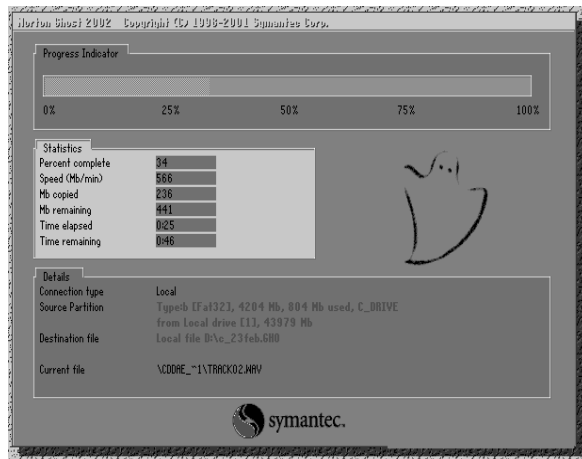 Norton Ghost 2002 Copyright (C) 1998-2001 Symantec Corp.
Progress Indicator
0% 25% 50% 75% 100%
Statistics
Percent complete 34
Speed (Mb/min) 566
Mb copied 236
Mb remaining 441
Time elapsed 0:25
Time remaining 0:46
Details
Connection type Local
Source Partition Type:b [Fat32], 4204 Mb, 804 Mb used, C_DRIVE
from Local drive [1], 43979 Mb
Destination file Local file D:\c_23feb.GHO
Current file \CDDAE_~1\TRACK02.WAV
symantec.